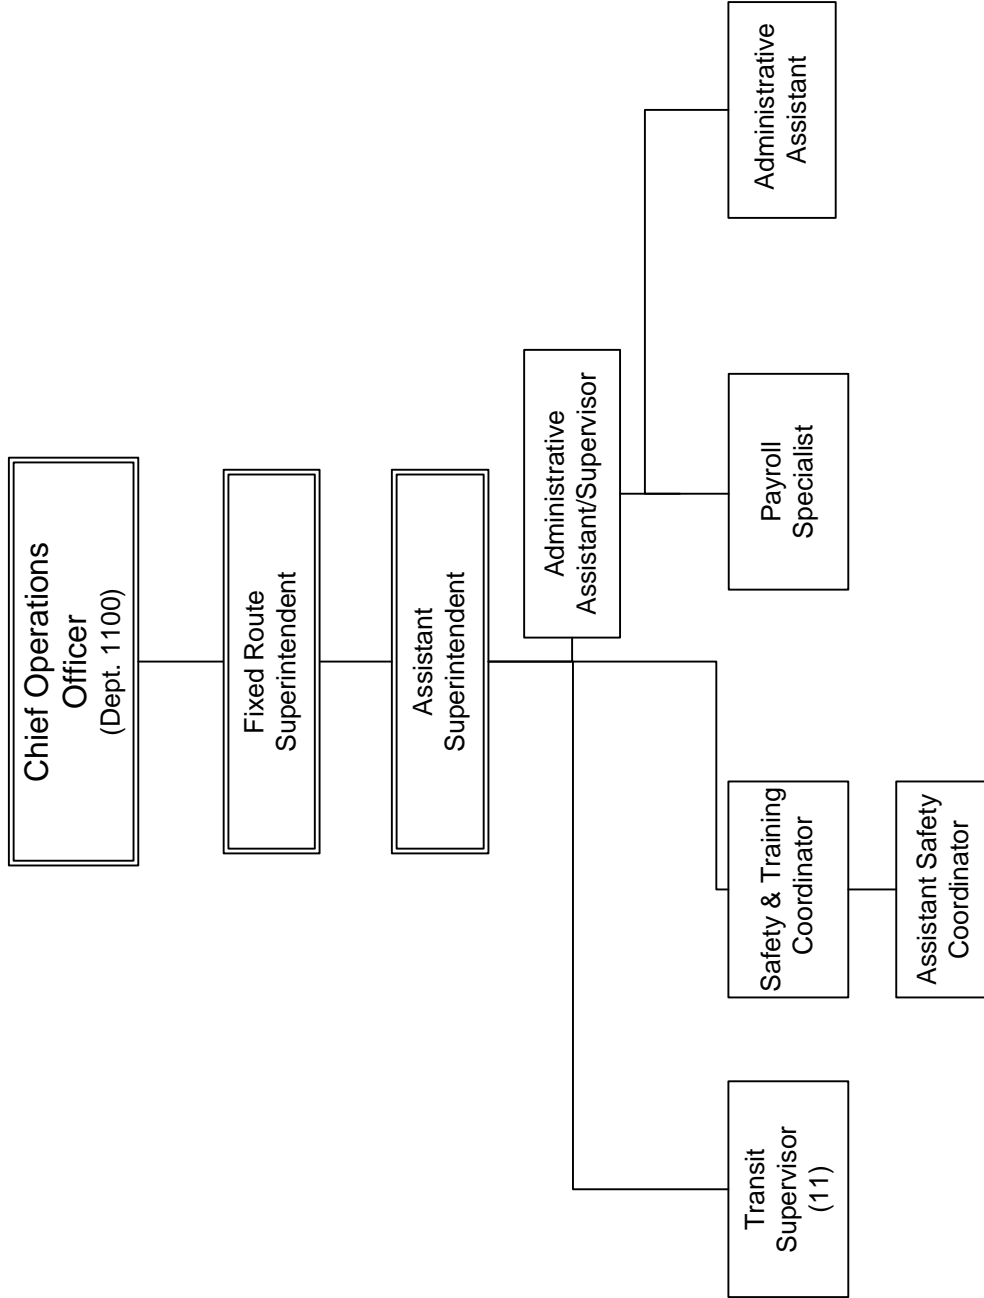 Chief Operations
Officer
(Dept. 1100)
Fixed Route
Superintendent
Assistant
Superintendent
Administrative
Assistant/Supervisor
Transit
Supervisor
(11)
Safety & Training
Coordinator
Payroll
Specialist
Administrative
Assistant
Assistant Safety
Coordinator